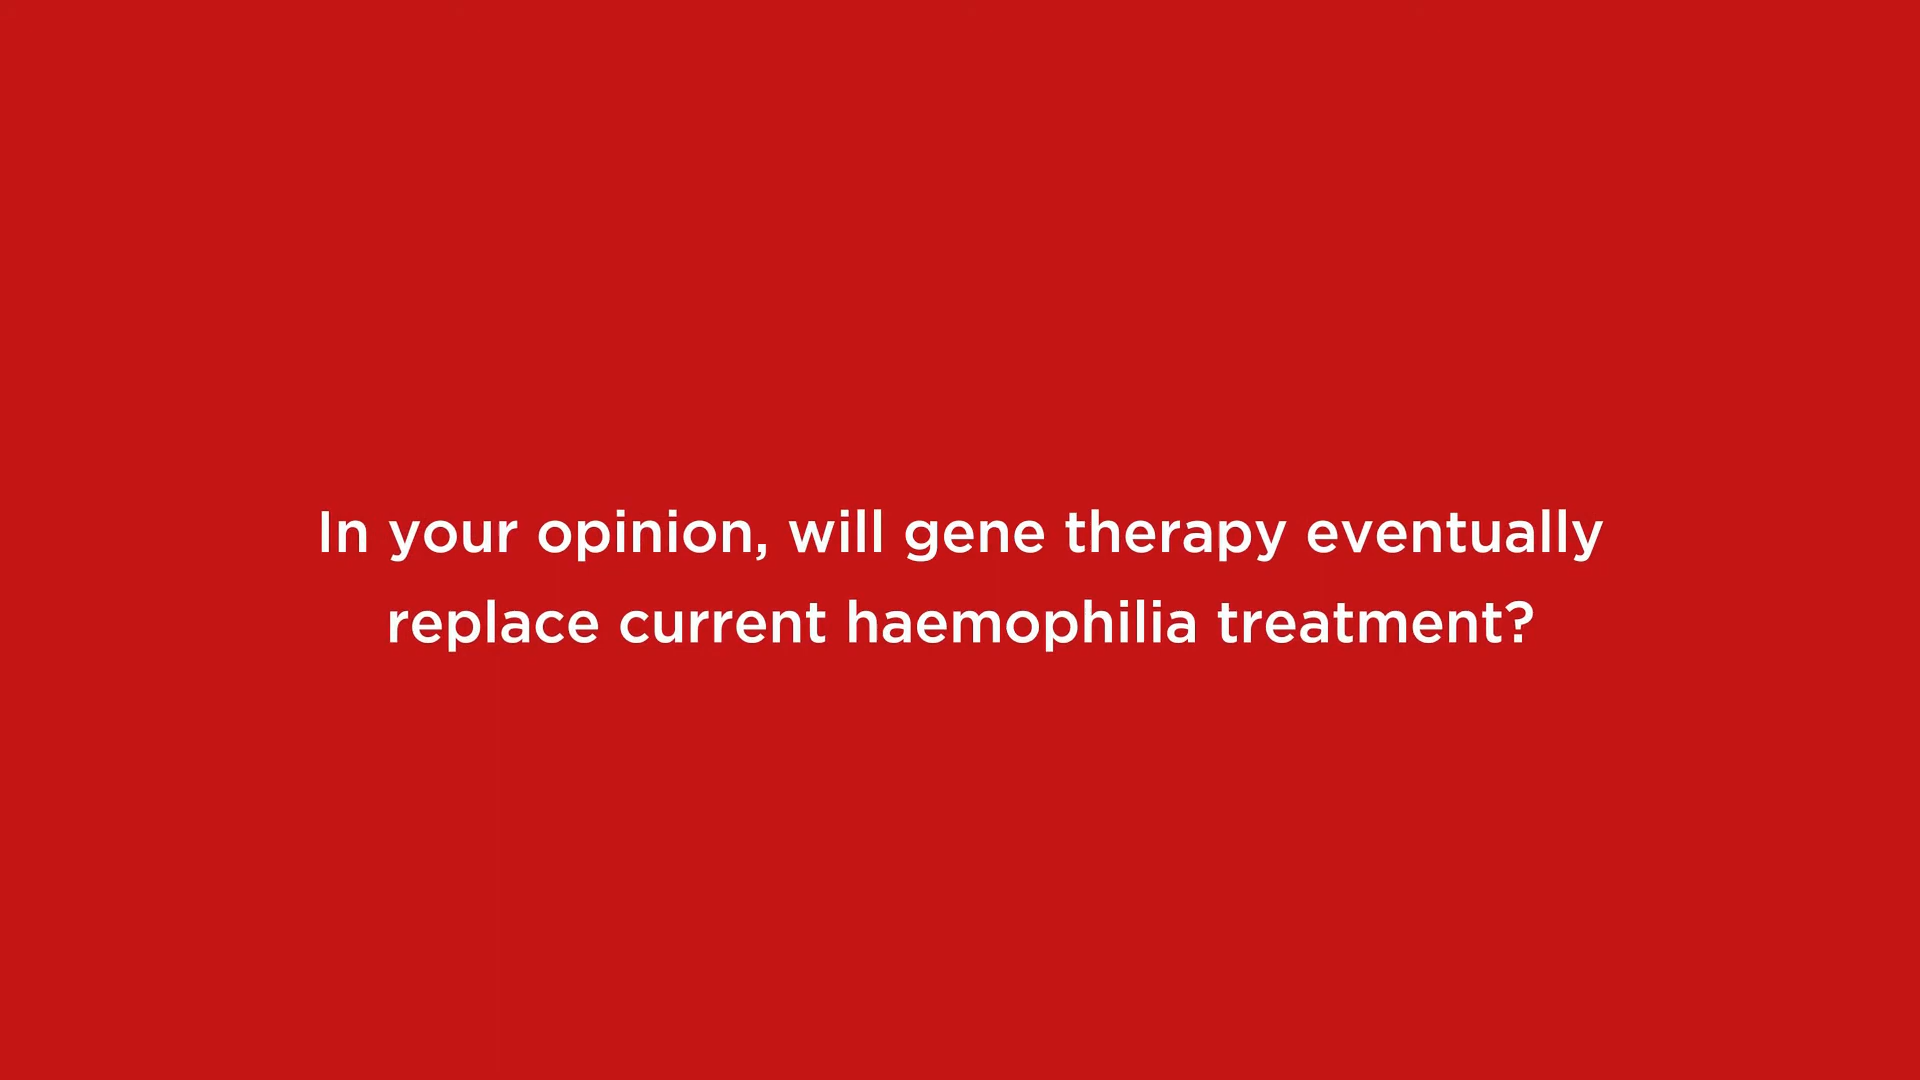 In your opinion, will gene therapy eventually
replace current haemophilia treatment?